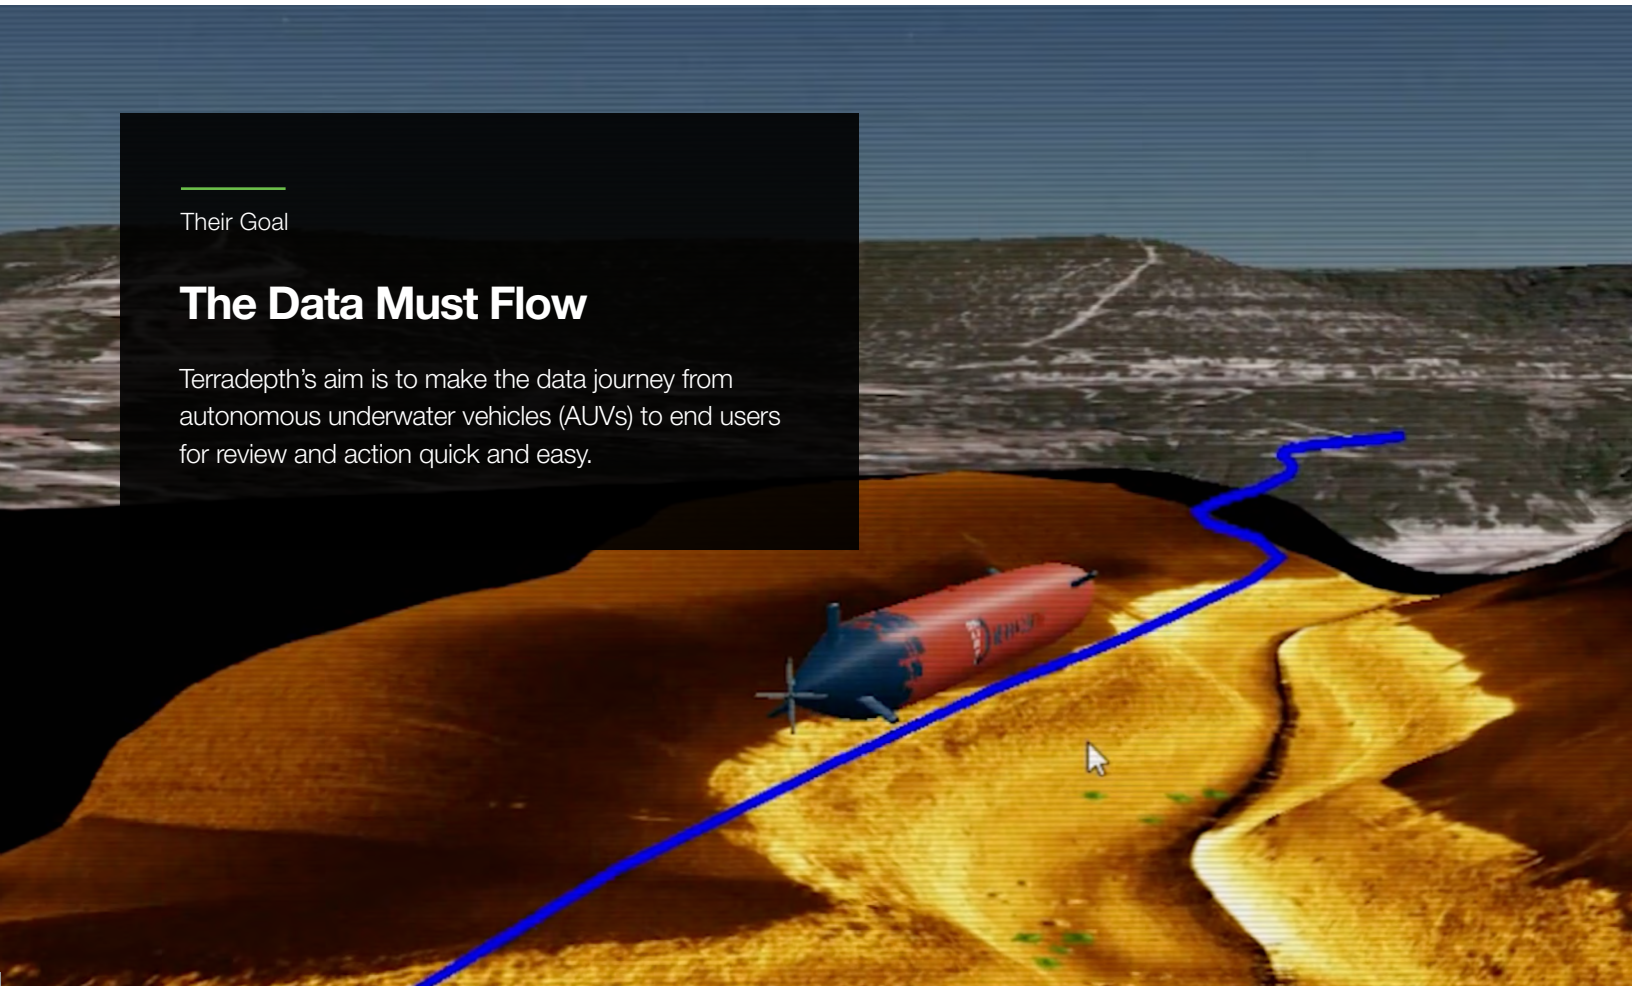 Their Goal
The Data Must Flow
Terradepth’s aim is to make the data journey from
autonomous underwater vehicles (AUVs) to end users
for review and action quick and easy.